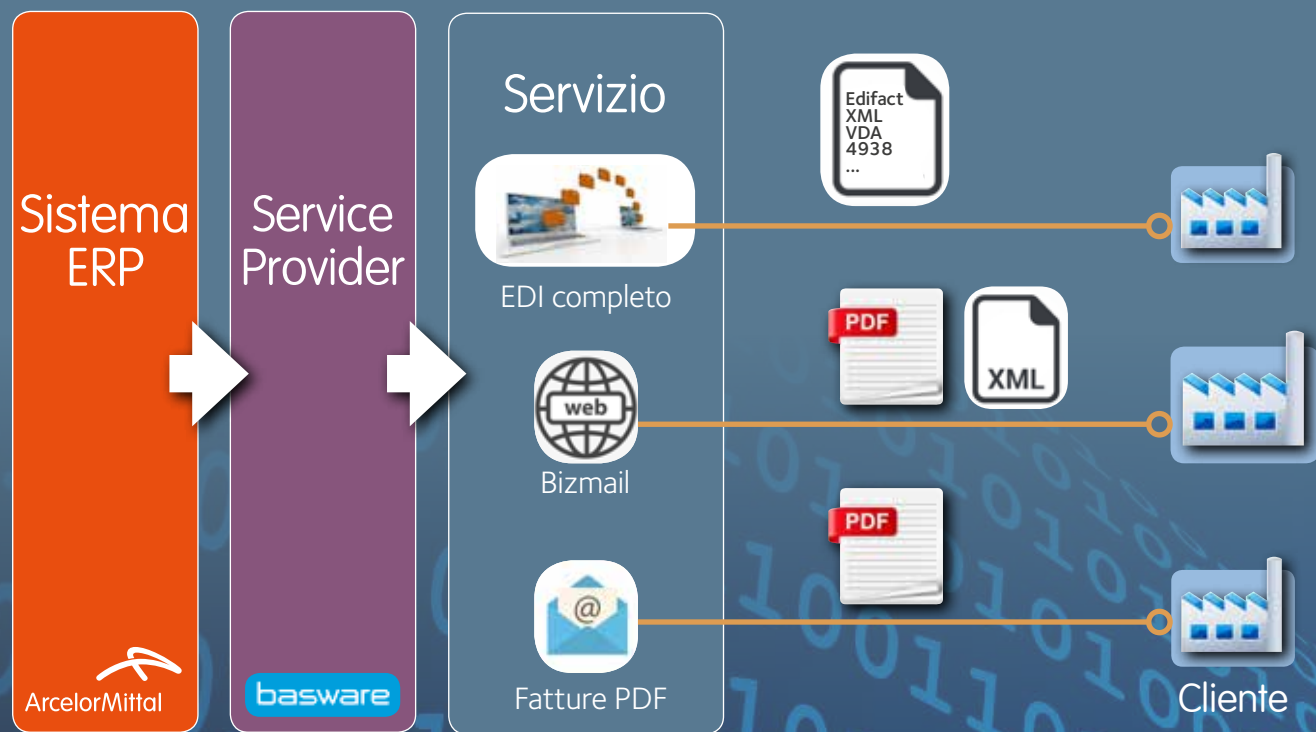 Sistema
ERP
ArcelorMittal
Service
Provider
basware
Servizio
EDI completo
web
Bizmail
@
Fatture PDF
Edifact
XML
VDA
4938
...
PDF
XML
PDF
Cliente